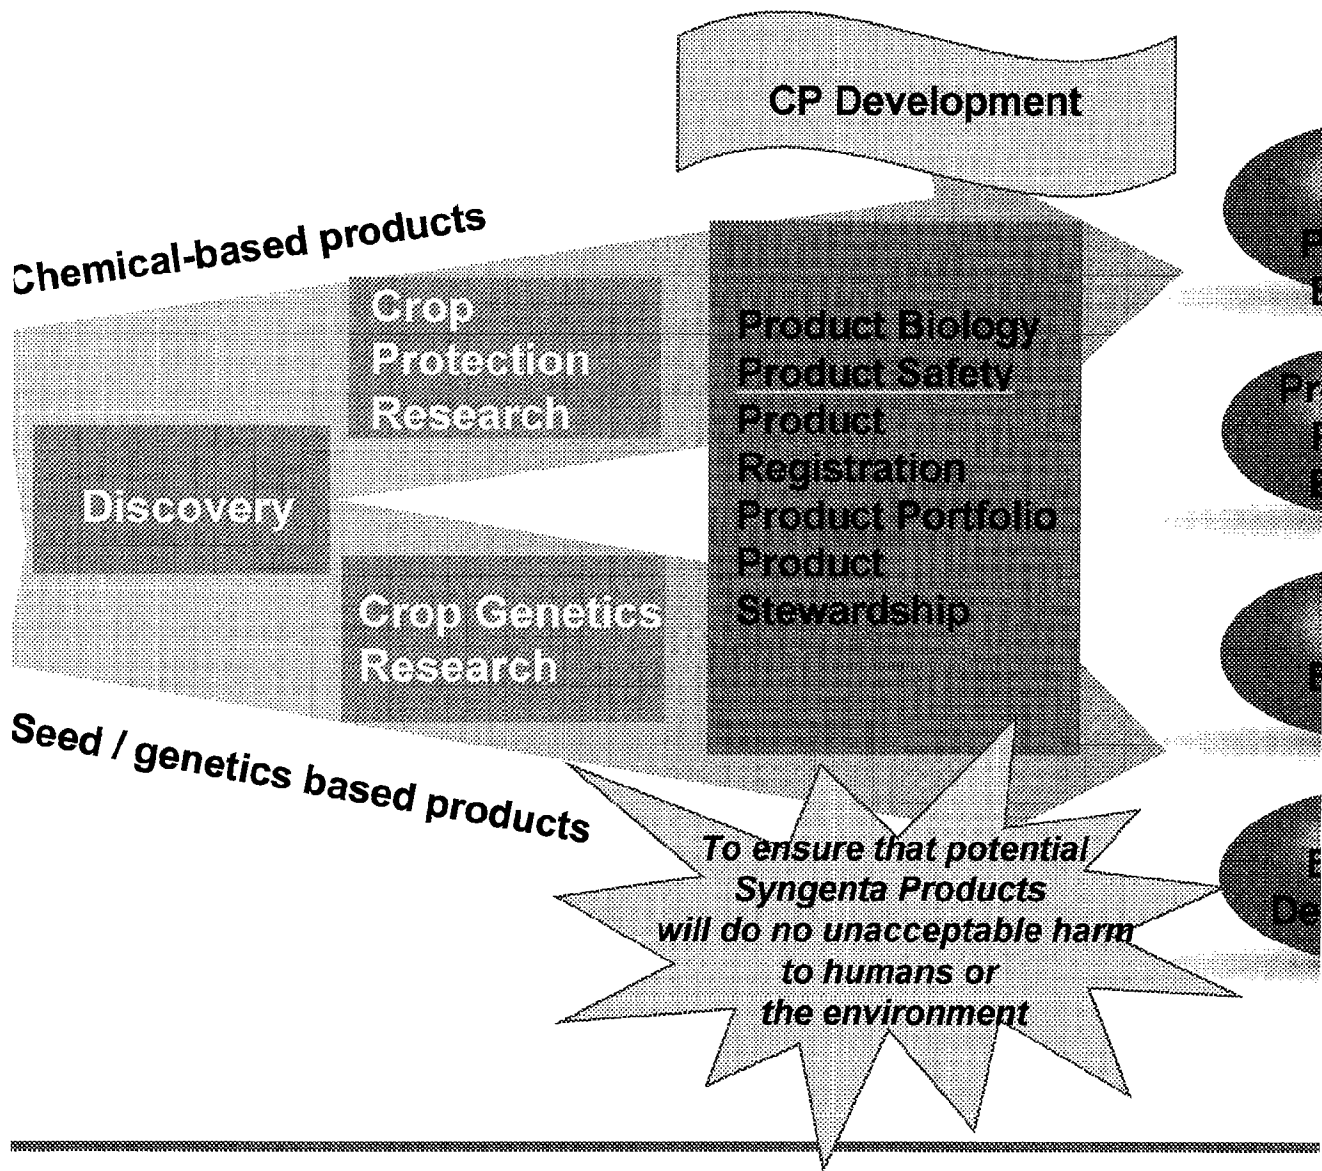 CP Development
Chemical-based products
Crop
Protection
Research
Product Biology
Product Safety
Product
Registration
Product Portfolio
Product
Stewardship
Discovery
Crop Genetics
Research
Seed / genetics based products
To ensure that potential
Syngenta Products
will do no unacceptable harm
to humans or
the environment